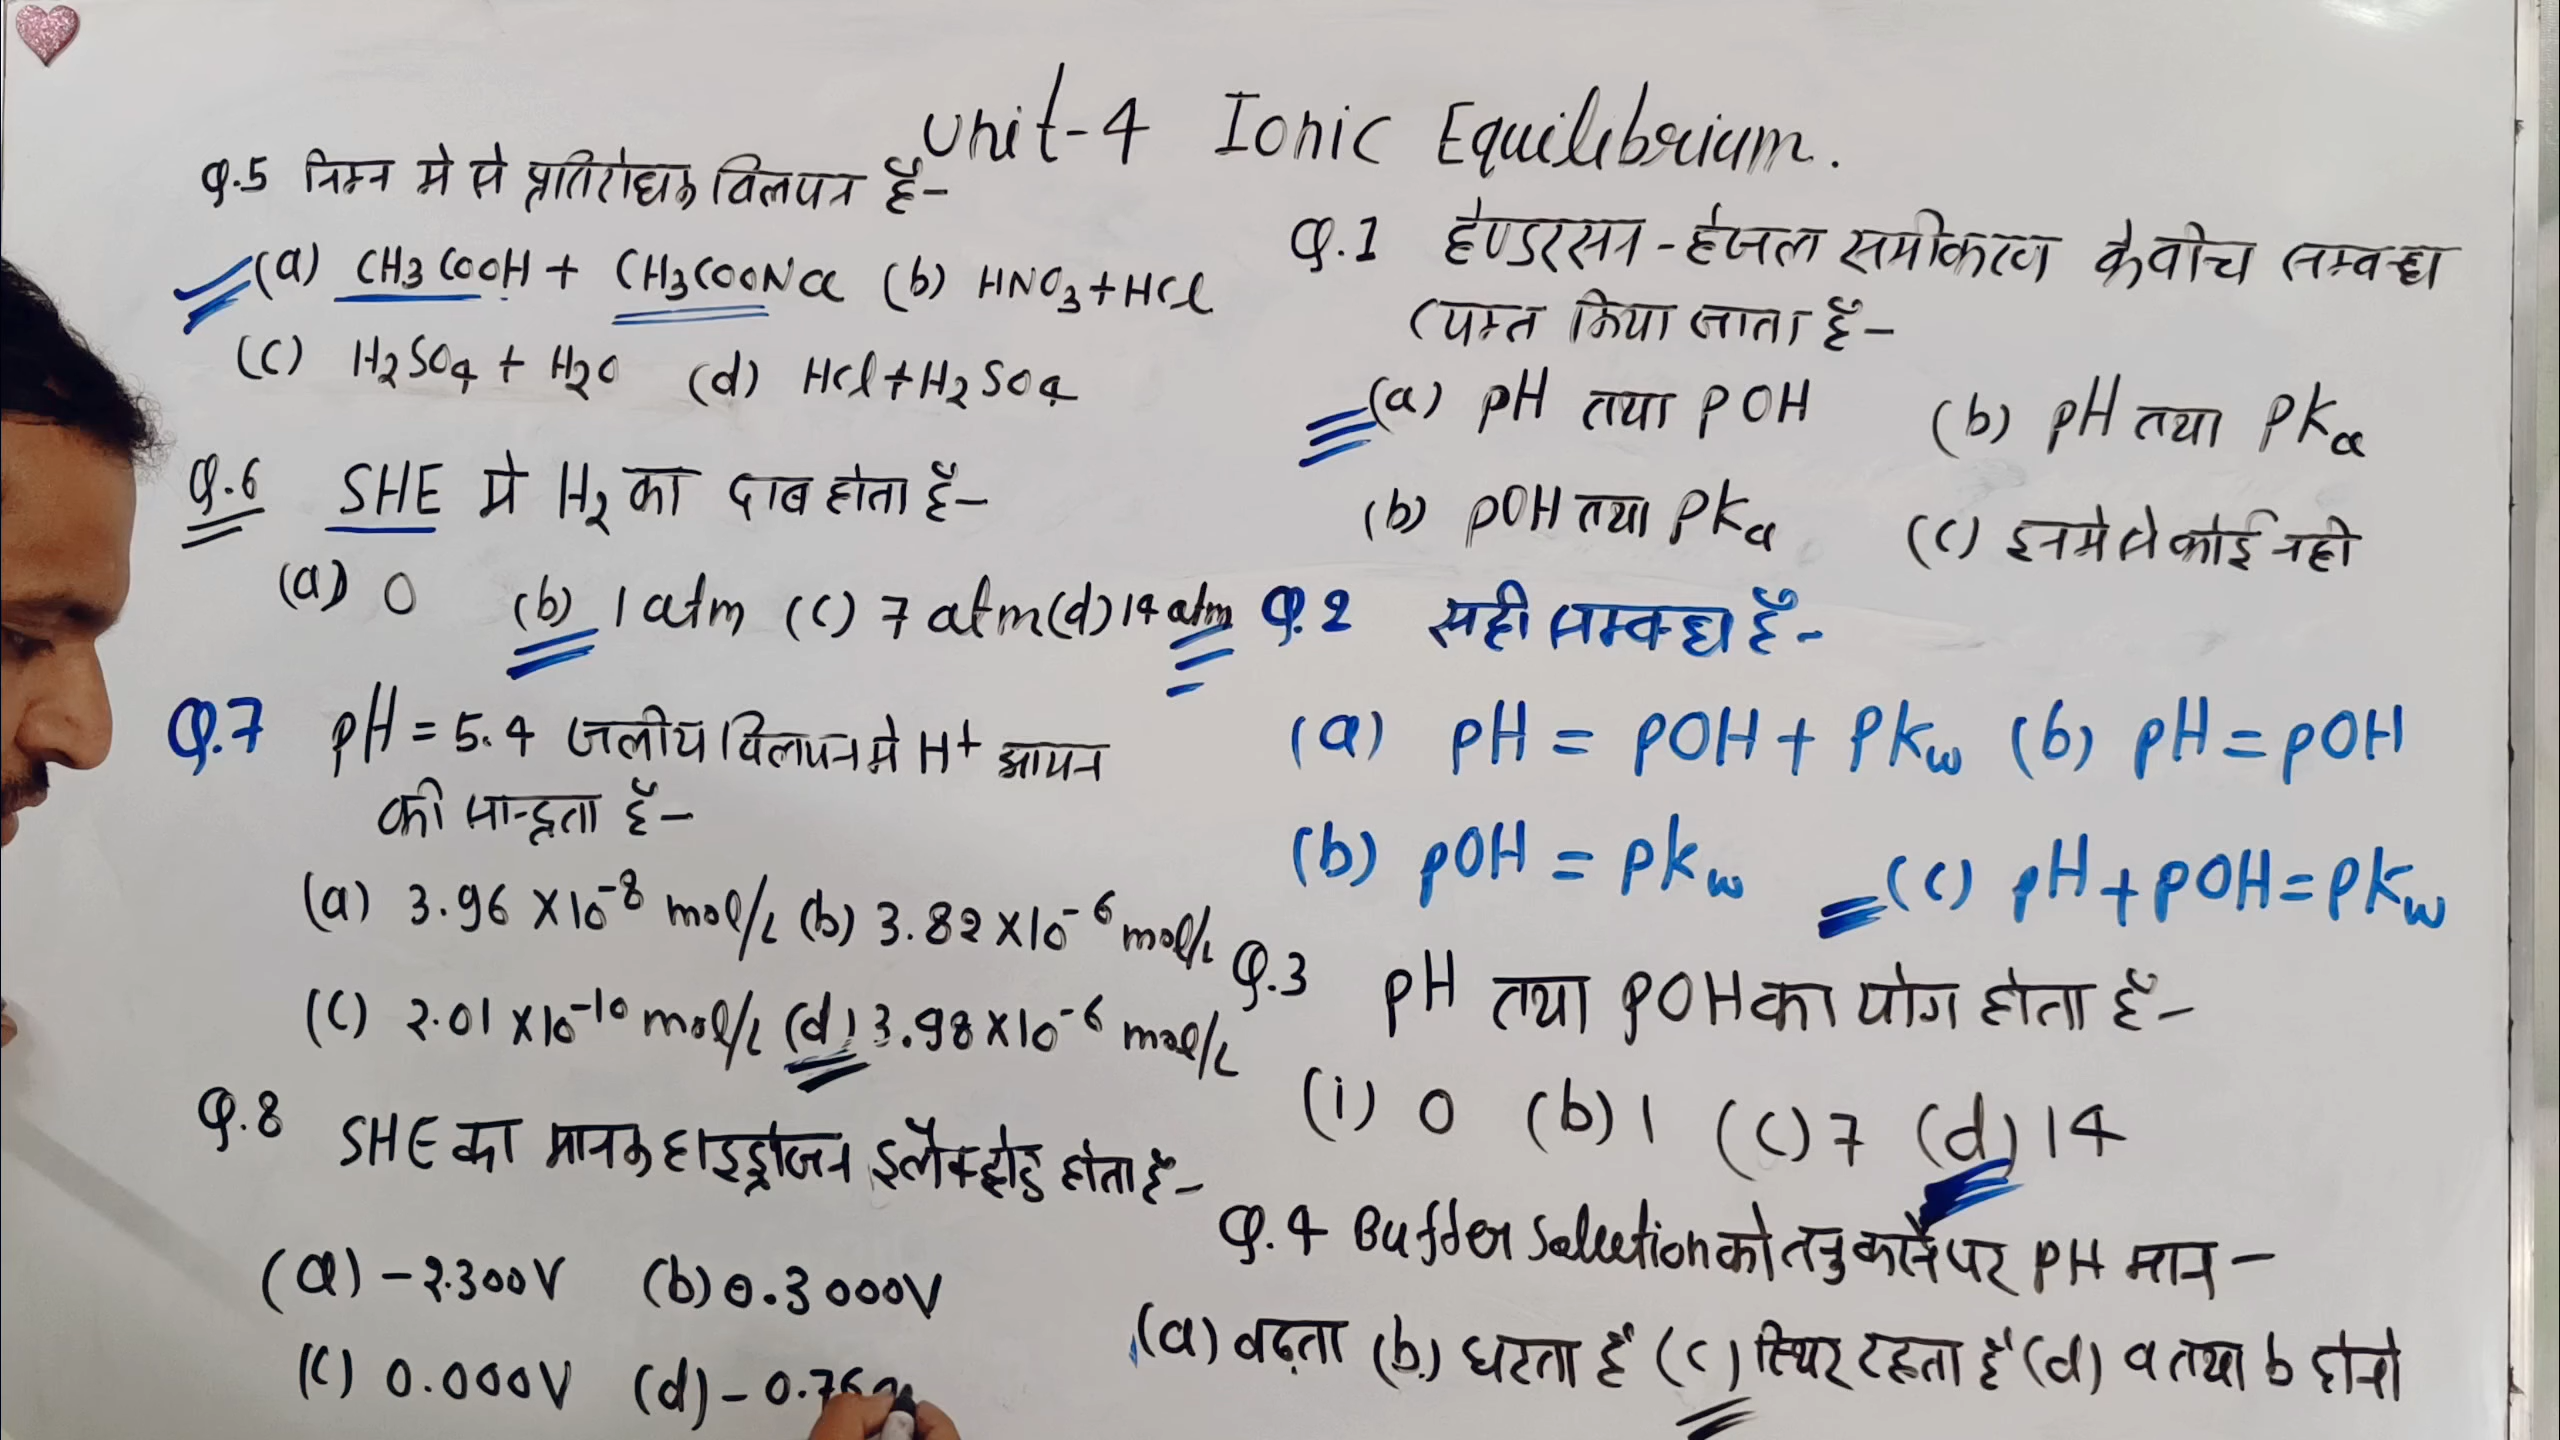 Unit-4 Ionic Equilibrium.
Q.1 हेण्डरसन-हेजल समीकरण के बीच सम्बन्ध
व्यक्त किया जाता है-
(a) pH तथा pOH (b) pH तथा PKa
(b) pOH तथा PKa (c) इनमे से कोई नही
Q.2 सही सम्बन्ध है-
(a) pH = pOH + PKw (b) pH = pOH
(b) pOH = pKw (c) pH + pOH = PKw
Q.3 pH तथा pOH का योग होता है-
(i) 0 (b) 1 (c) 7 (d) 14
Q.4 Buffer को तनु करने पर PH मान-
(a) बढ़ता (b) घटता है (c) स्थिर रहता है (d) a तथा b दोनो
Q.5 निम्न मे से प्रतिरोधक विलयन है-
(a) CH3COOH + CH3COONa (b) HNO3+HCl
(c) H2SO4 + H2O (d) HCl+H2SO4
Q.6 SHE मे H2 का दाब होता है-
(a) 0 (b) 1 atm (c) 7 atm (d) 14 atm
Q.7 pH = 5.4 जलीय विलयन मे H+ आयन
की सान्द्रता है-
(a) 3.96 X10-8 mol/L (b) 3.82 X10-6 mol/L
(c) 2.01 X10-10 mol/L (d) 3.98X10-6 mol/L
Q.8 SHE का मानक हाइड्रोजन इलैक्ट्रोड होता है-
(a) -2.300V (b) 0.3000V
(c) 0.000V (d) -0.76